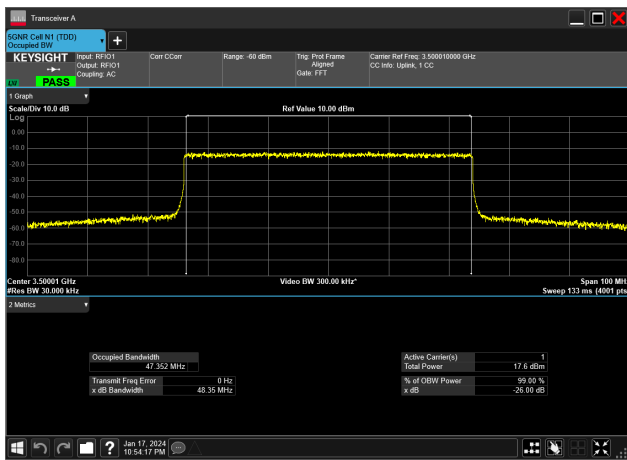 Transceiver A
5GNR Cell N1 (TDD)
Occupied BW
KEYSIGHT
LXI
PASS
Input: RFIO1
Output: RFIO1
Coupling: AC
Corr CCorr
Range: -60 dBm
Trig: Prot Frame
Aligned
Gate: FFT
Carrier Ref Freq: 3.500010000 GHz
CC Info: Uplink, 1 CC
1 Graph
Scale/Div 10.0 dB
Ref Value 10.00 dBm
Log
0.00
-10.0
-20.0
-30.0
-40.0
-50.0
-60.0
-70.0
-80.0
Center 3.50001 GHz
Video BW 300.00 kHz*
Span 100 MHz
#Res BW 30.000 kHz
Sweep 133 ms (4001 pts
2 Metrics
Occupied Bandwidth
47.352 MHz
Transmit Freq Error 0 Hz
x dB Bandwidth 48.35 MHz
Active Carrier(s) 1
Total Power 17.6 dBm
% of OBW Power 99.00 %
x dB -26.00 dB
?
Jan 17, 2024
10:54:17 PM